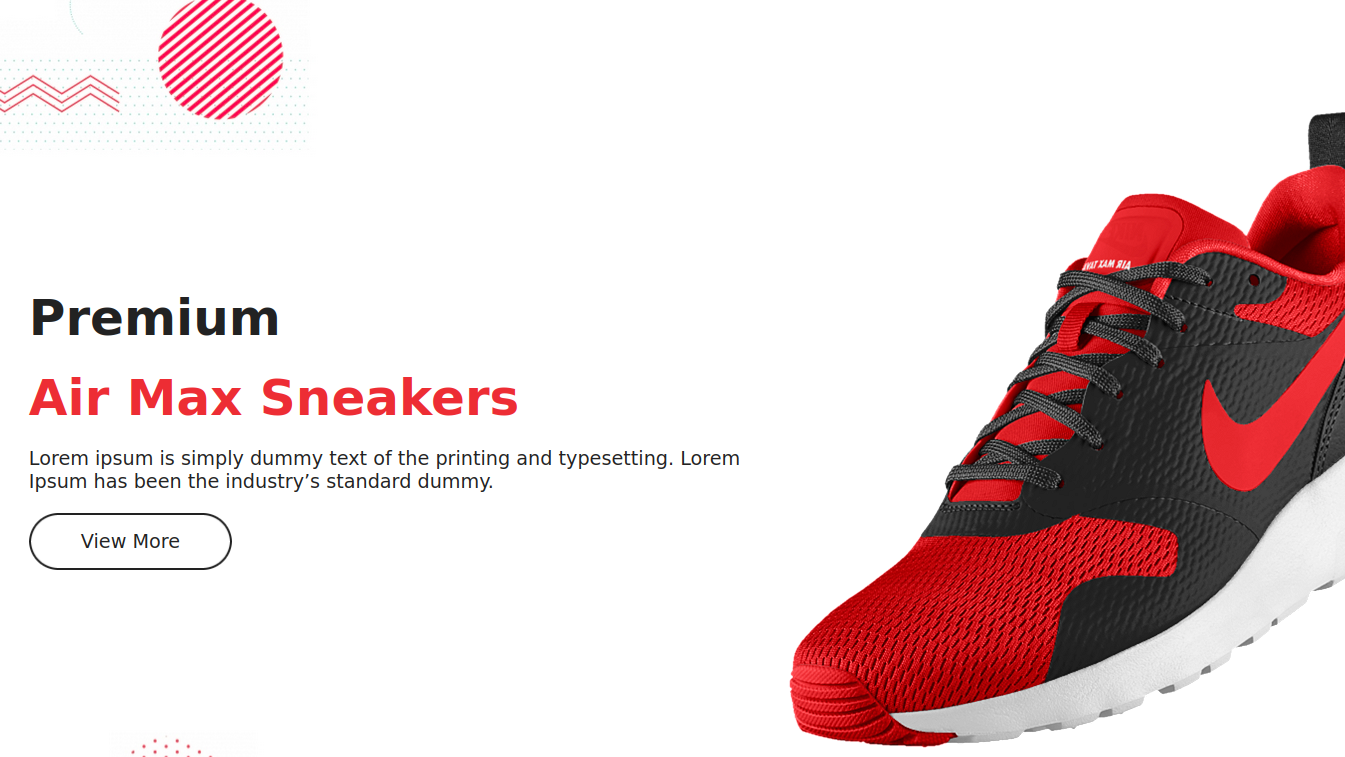 Premium
Air Max Sneakers
Lorem ipsum is simply dummy text of the printing and typesetting. Lorem
Ipsum has been the industry’s standard dummy.
View More
AIR MAX